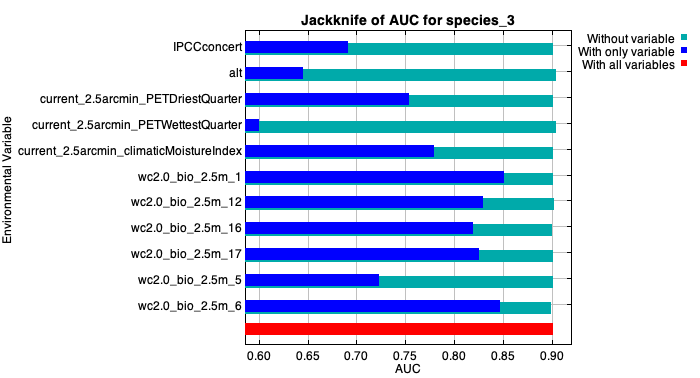 Jackknife of AUC for species_3
Without variable
With only variable
With all variables
Environmental Variable
IPCCconcert
alt
current_2.5arcmin_PETDriestQuarter
current_2.5arcmin_PETWettestQuarter
current_2.5arcmin_climaticMoistureIndex
wc2.0_bio_2.5m_1
wc2.0_bio_2.5m_12
wc2.0_bio_2.5m_16
wc2.0_bio_2.5m_17
wc2.0_bio_2.5m_5
wc2.0_bio_2.5m_6
0.60 0.65 0.70 0.75 0.80 0.85 0.90
AUC